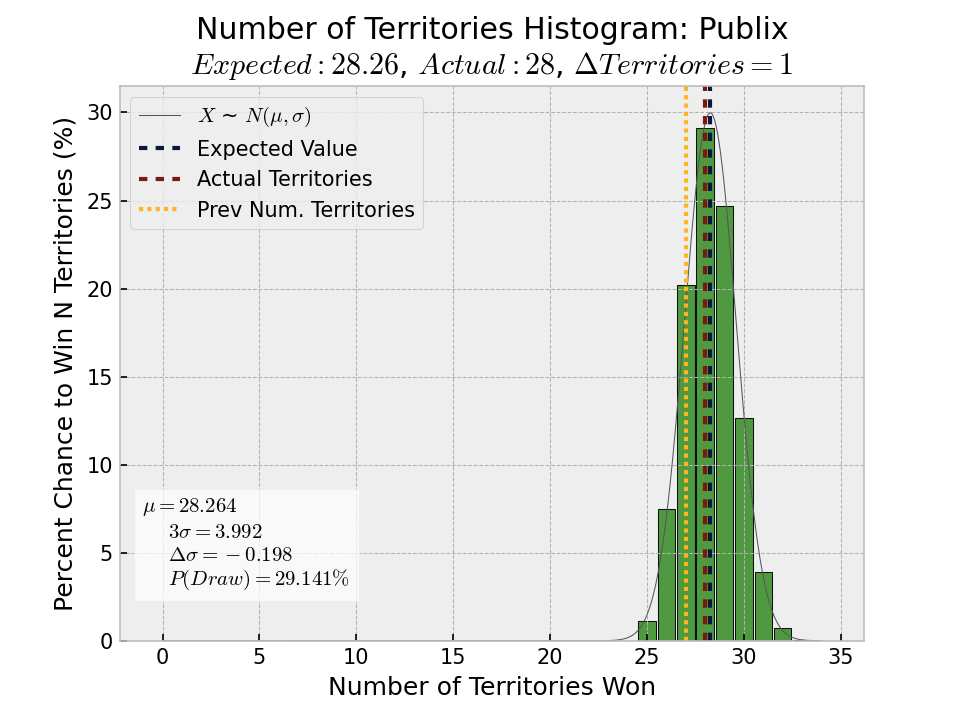 Number of Territories Histogram: Publix
Expected : 28.26, Actual : 28, ΔTerritories = 1
Percent Chance to Win N Territories (%)
30
25
20
15
10
5
0
X ~ N(μ, σ)
Expected Value
Actual Territories
Prev Num. Territories
μ = 28.264
3σ = 3.992
Δσ = −0.198
P(Draw) = 29.141%
0 5 10 15 20 25 30 35
Number of Territories Won